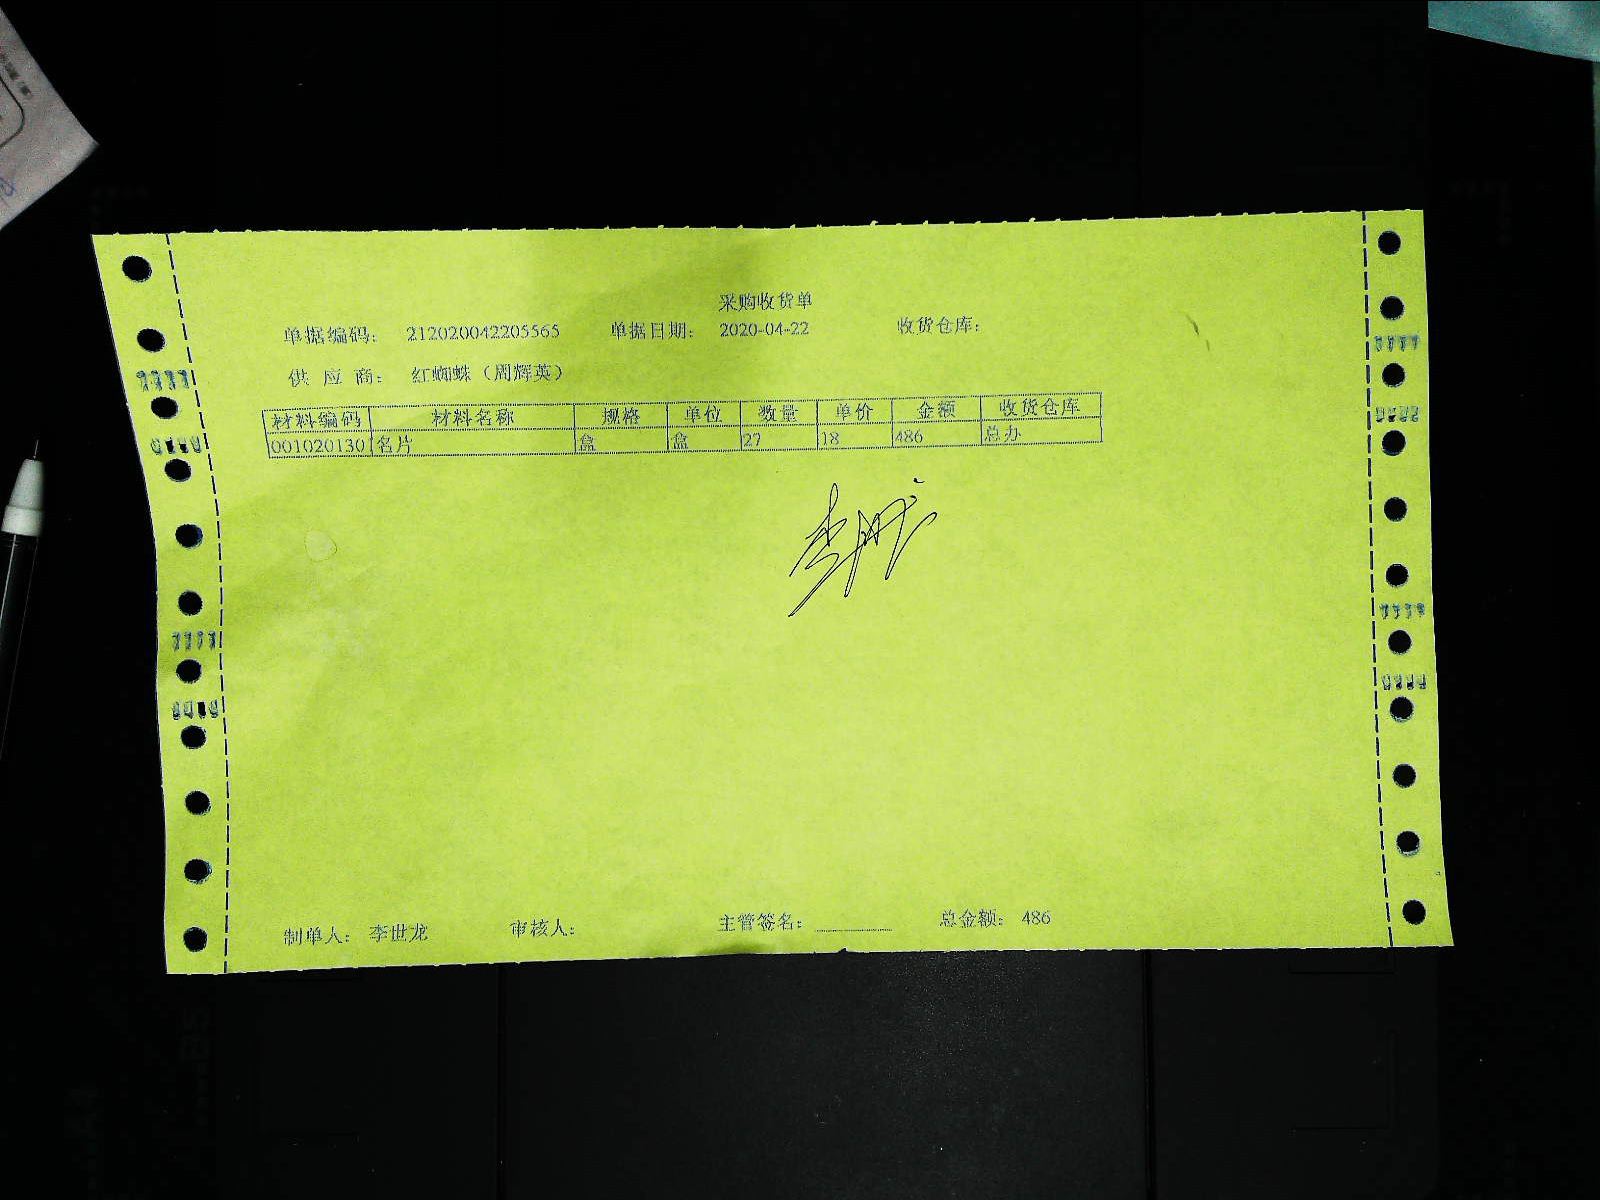 采购收货单
单据编码: 212020042205565 单据日期: 2020-04-22 收货仓库:
供 应 商: 红蜘蛛(周辉英)
材料编码 材料名称 规格 单位 数量 单价 金额 收货仓库
001020130 名片 盒 盒 27 18 486 总办
制单人: 李世龙 审核人: 主管签名: ________ 总金额: 486